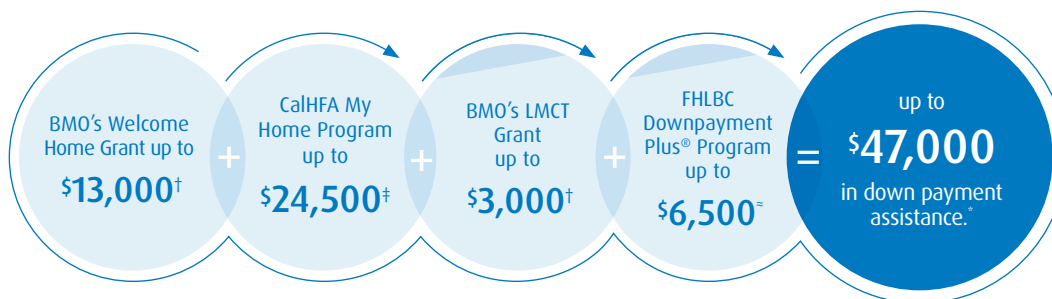 BMO's Welcome
Home Grant up to
$13,000†
+
CalHFA My
Home Program
up to
$24,500‡
+
BMO's LMCT
Grant
up to
$3,000†
+
FHLBC
Downpayment
Plus® Program
up to
$6,500≈
=
up to
$47,000
in down payment
assistance.*